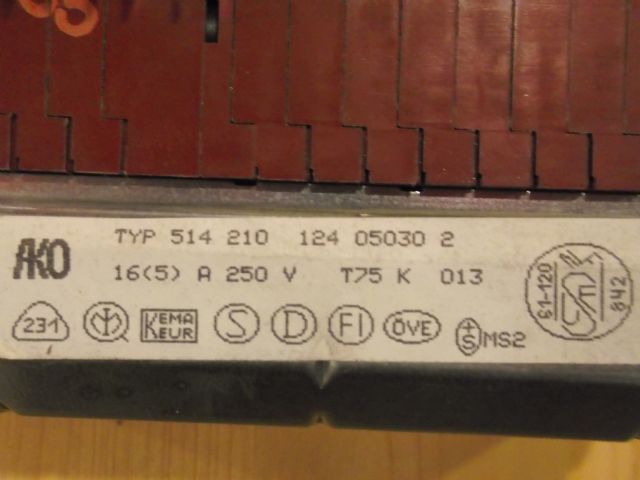 AKO
TYP 514 210 124 05030 2
16(5) A 250 V T75 K 013
231
KEMA
KEUR
S
D
FI
ÖVE
+S MS2
61-120
842